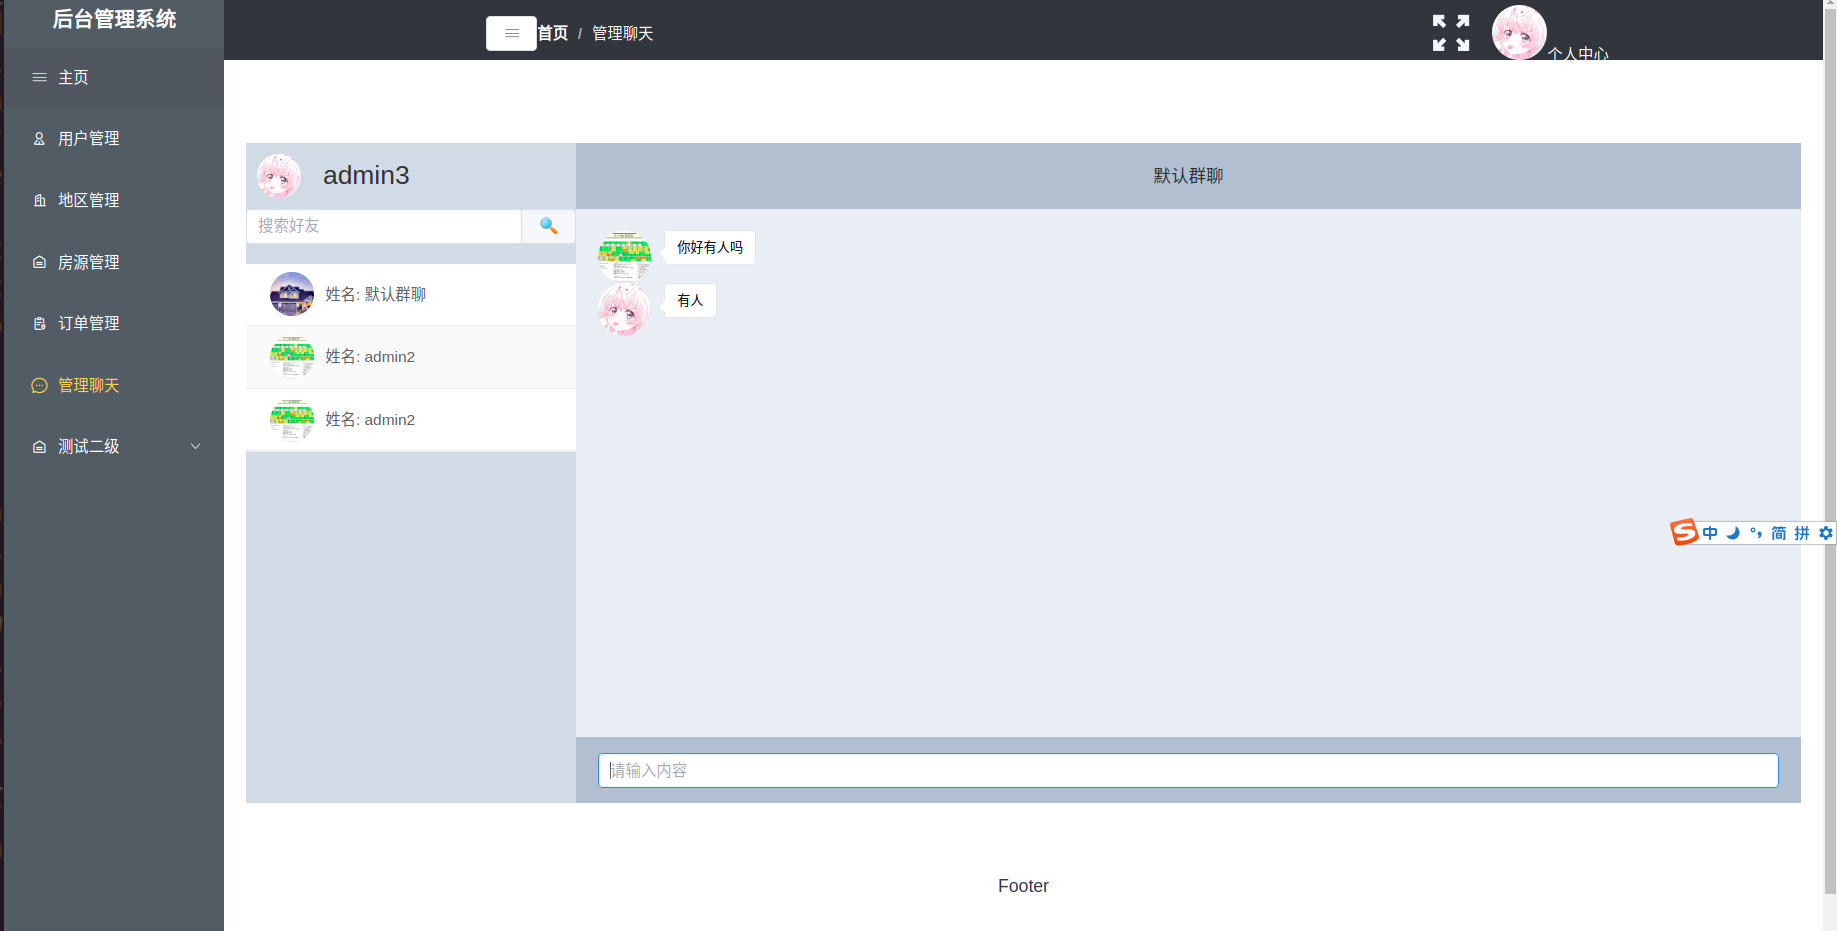 后台管理系统
主页
用户管理
地区管理
房源管理
订单管理
管理聊天
测试二级
首页 / 管理聊天
个人中心
admin3
搜索好友
姓名: 默认群聊
姓名: admin2
姓名: admin2
默认群聊
你好有人吗
有人
请输入内容
Footer
S中简拼